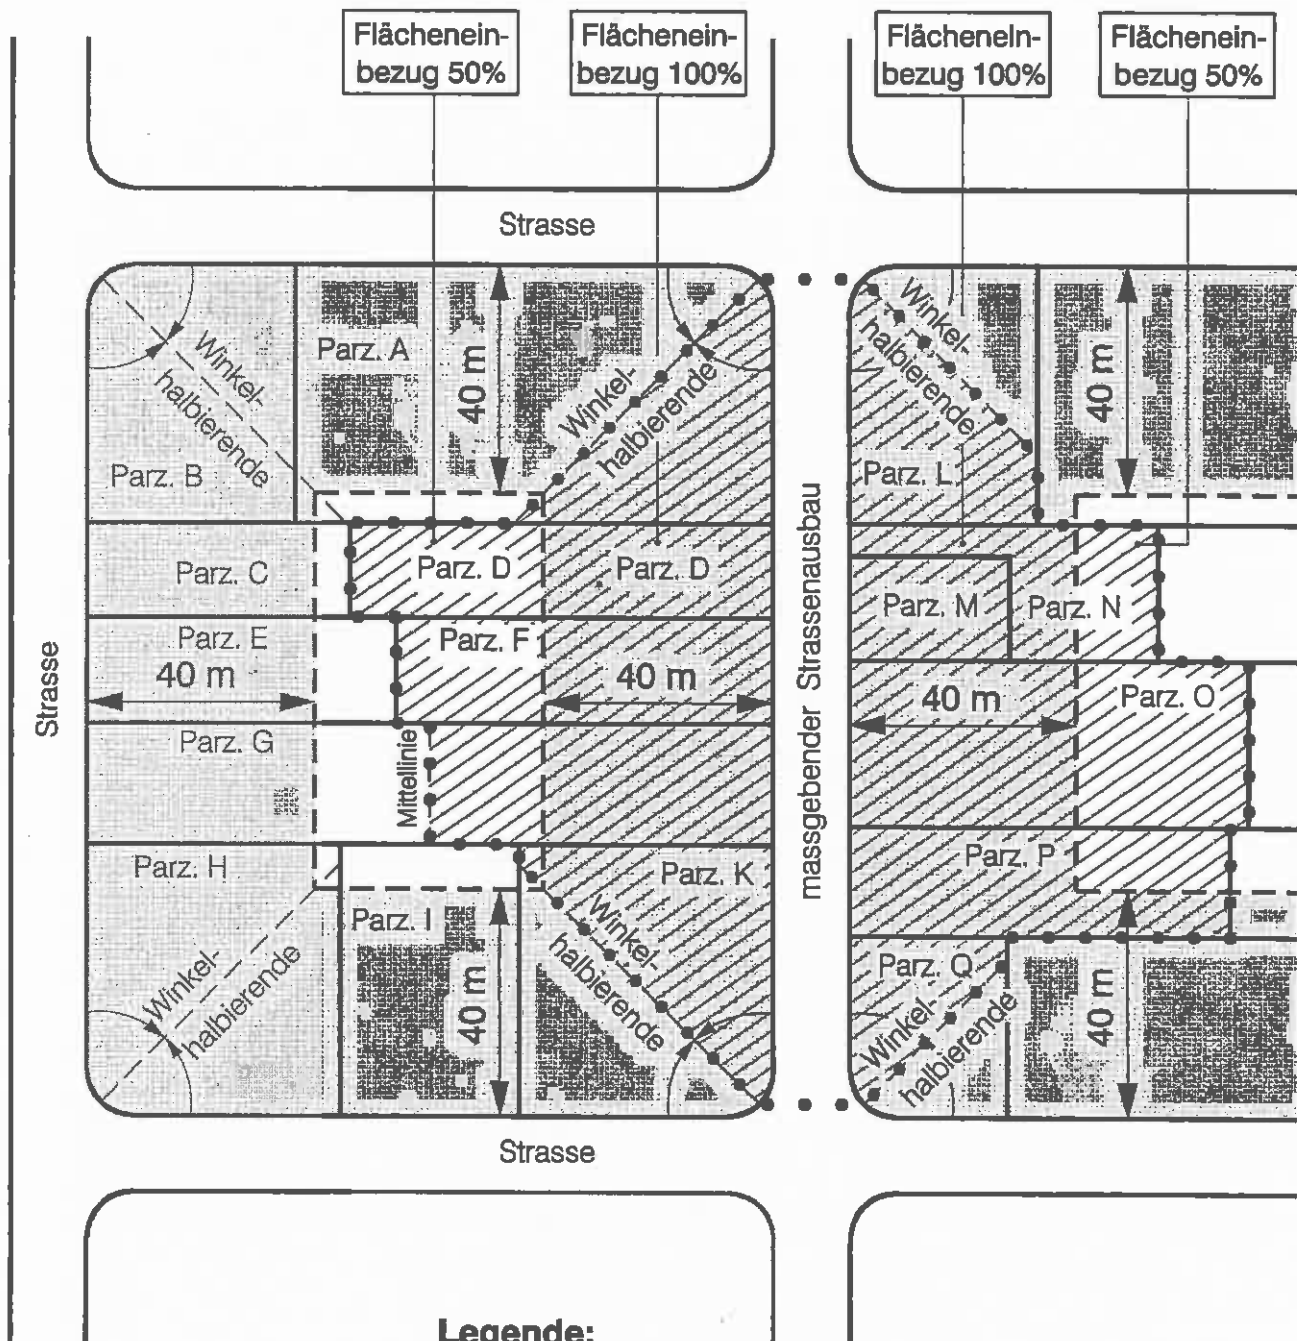 Flächenein-
bezug 50%
Flächenein-
bezug 100%
Flächenein-
bezug 100%
Flächenein-
bezug 50%
Strasse
Parz. A
40 m
Winkel-
halbierende
Parz. B
Winkel-
halbierende
Winkel-
halbierende
Parz. L
40 m
Parz. C
Parz. D
Parz. D
Parz. E
40 m
Parz. F
40 m
Parz. M
Parz. N
40 m
Parz. O
Strasse
massgebender Strassenausbau
Parz. G
Mittellinie
Parz. H
Winkel-
halbierende
Parz. I
40 m
Parz. K
Winkel-
halbierende
Parz. P
Parz. Q
Winkel-
halbierende
40 m
Strasse
Legende: